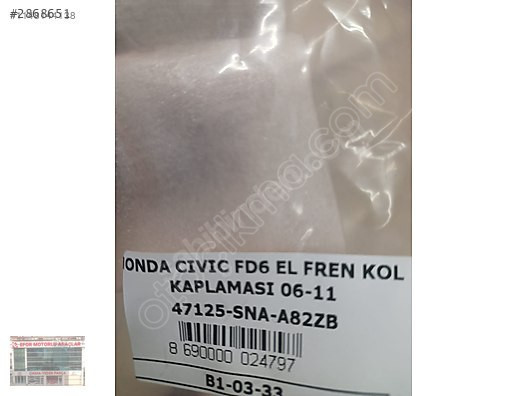 #2868651
ONDA CIVIC FD6 EL FREN KOL
KAPLAMASI 06-11
47125-SNA-A82ZB
8 690000 024797
B1-03-33